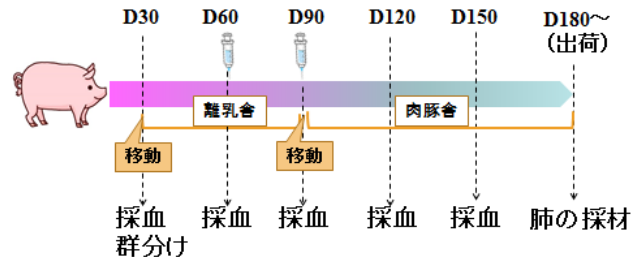 D30 D60 D90 D120 D150 D180～
（出荷）
離乳舎 肉豚舎
移動 移動
採血 採血 採血 採血 採血 肺の採材
群分け